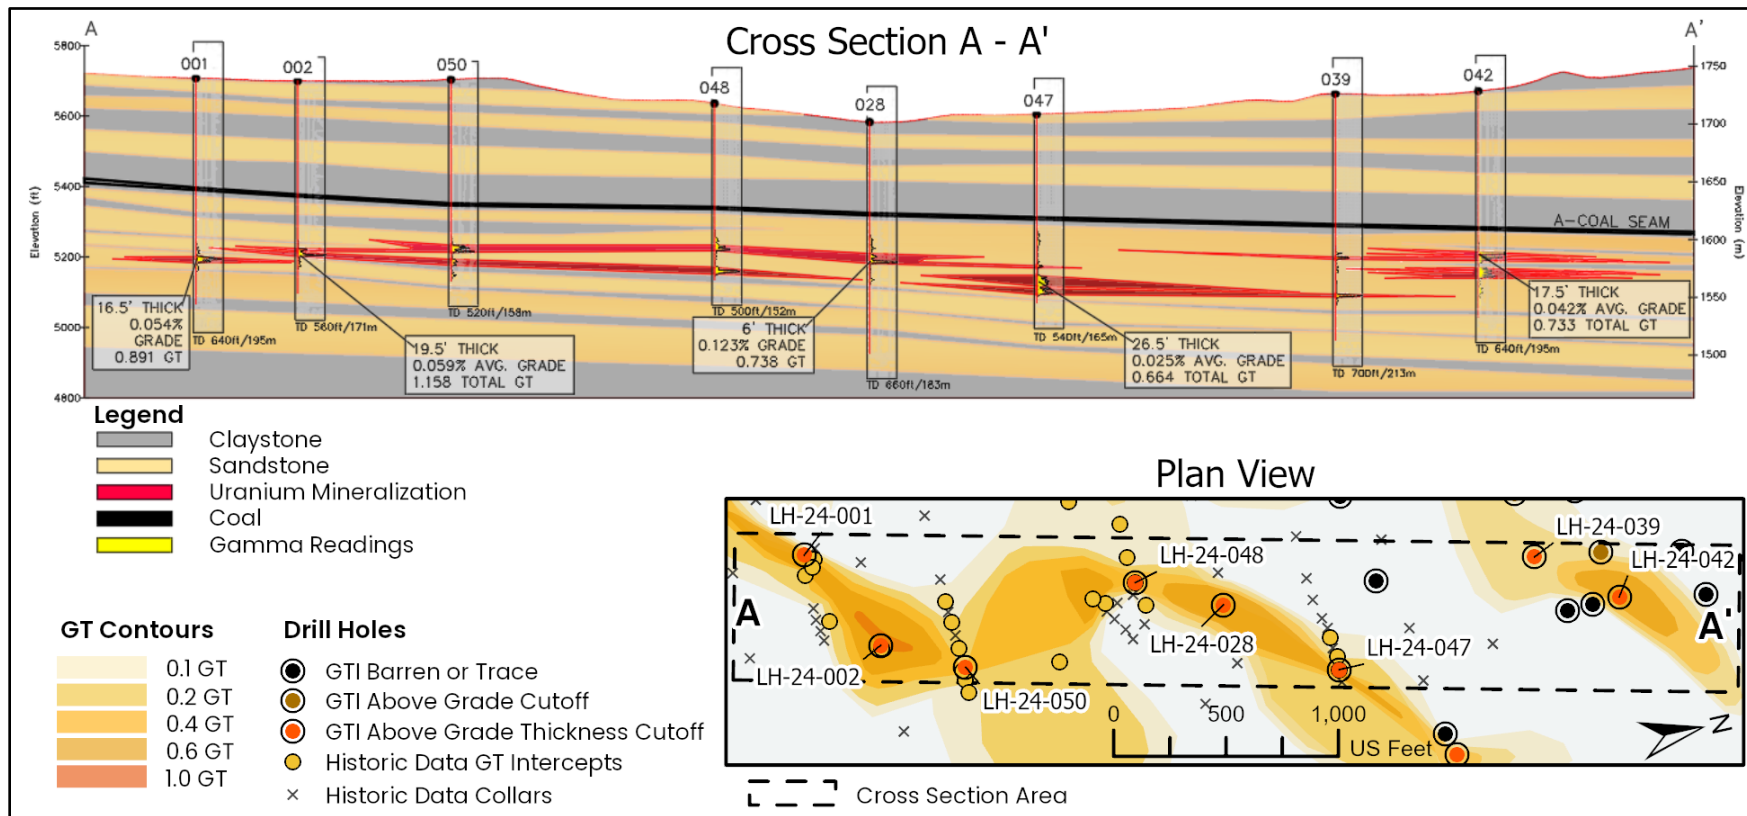 Cross Section A - A'
A
A'
5800
5600
5400
5200
5000
4800
Elevation (ft)
1750
1700
1650
1600
1550
1500
Elevation (m)
001
002
050
048
028
047
039
042
A-COAL SEAM
16.5' THICK
0.054%
GRADE
0.891 GT
TD 640ft/195m
TD 560ft/171m
19.5' THICK
0.059% AVG. GRADE
1.158 TOTAL GT
TD 520ft/158m
TD 500ft/152m
6' THICK
0.123% GRADE
0.738 GT
TD 660ft/183m
TD 540ft/165m
26.5' THICK
0.025% AVG. GRADE
0.664 TOTAL GT
TD 700ft/213m
17.5' THICK
0.042% AVG. GRADE
0.733 TOTAL GT
TD 640ft/195m
Legend
Claystone
Sandstone
Uranium Mineralization
Coal
Gamma Readings
GT Contours
0.1 GT
0.2 GT
0.4 GT
0.6 GT
1.0 GT
Drill Holes
GTI Barren or Trace
GTI Above Grade Cutoff
GTI Above Grade Thickness Cutoff
Historic Data GT Intercepts
Historic Data Collars
Plan View
LH-24-001
LH-24-039
LH-24-048
LH-24-042
A
A'
LH-24-028
LH-24-047
LH-24-002
LH-24-050
0 500 1,000
US Feet
N
Cross Section Area